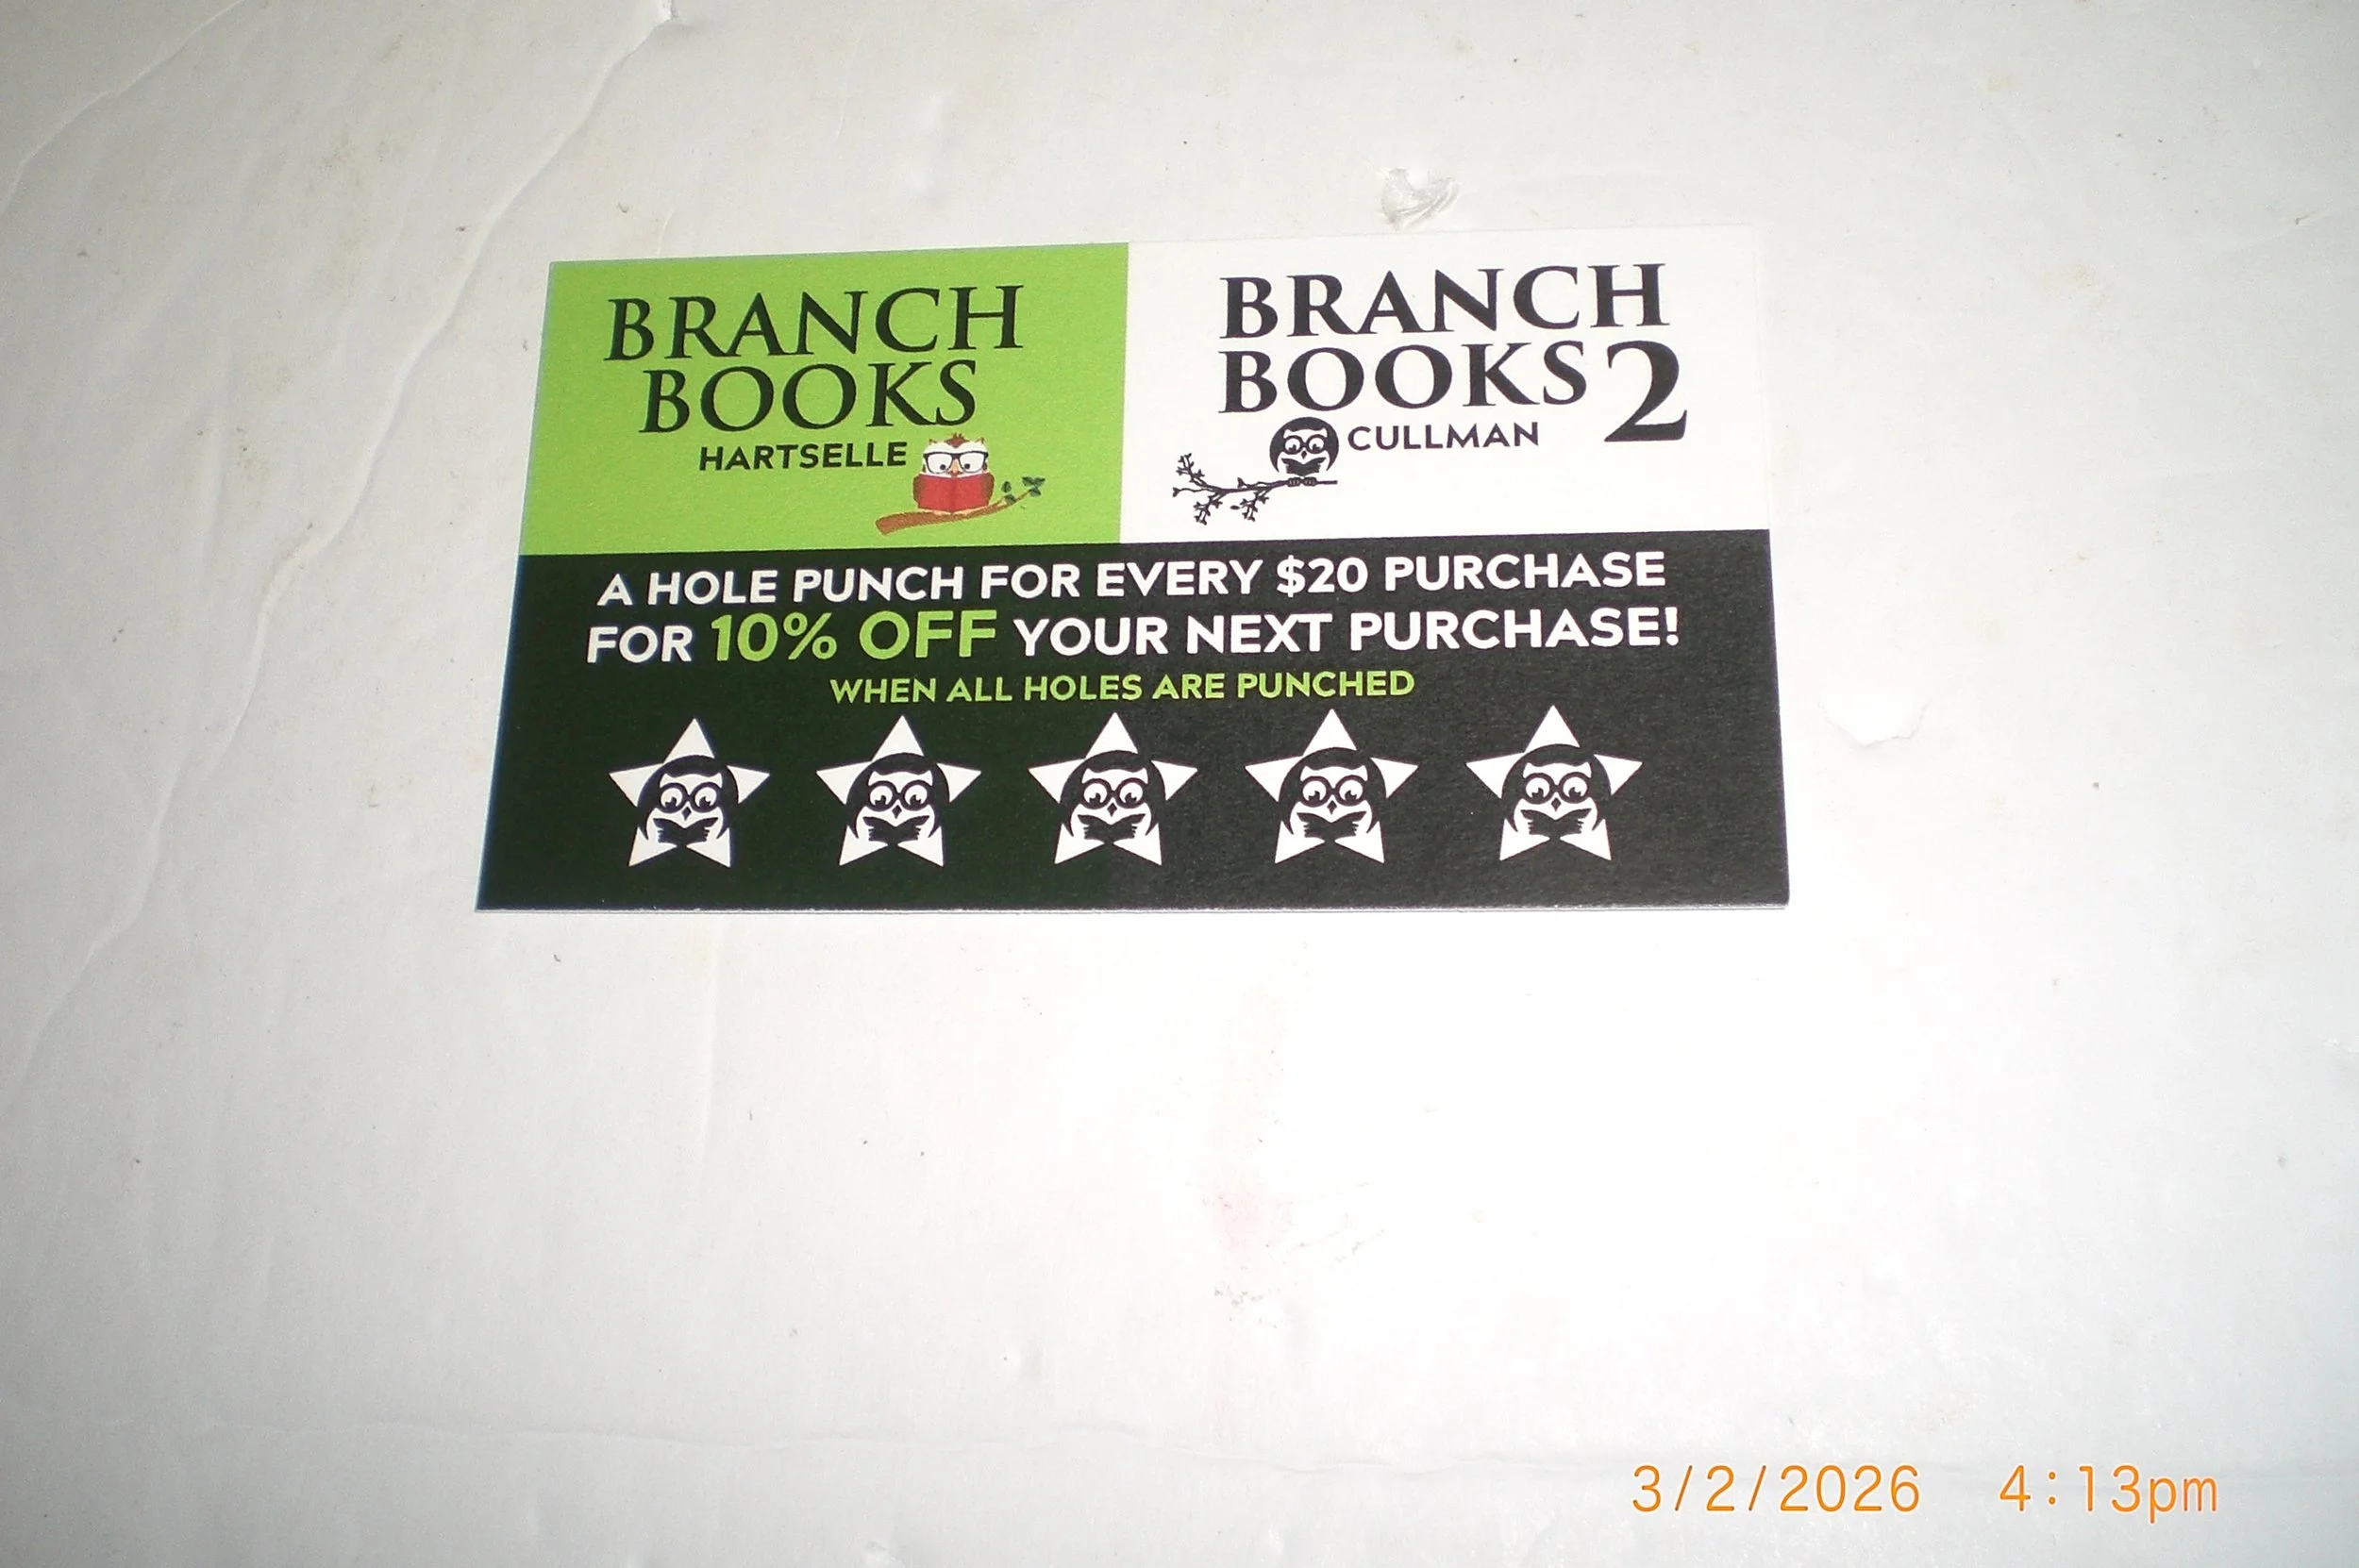 BRANCH
BOOKS
HARTSELLE
BRANCH
BOOKS 2
CULLMAN
A HOLE PUNCH FOR EVERY $20 PURCHASE
FOR 10% OFF YOUR NEXT PURCHASE!
WHEN ALL HOLES ARE PUNCHED
3/2/2026 4:13pm